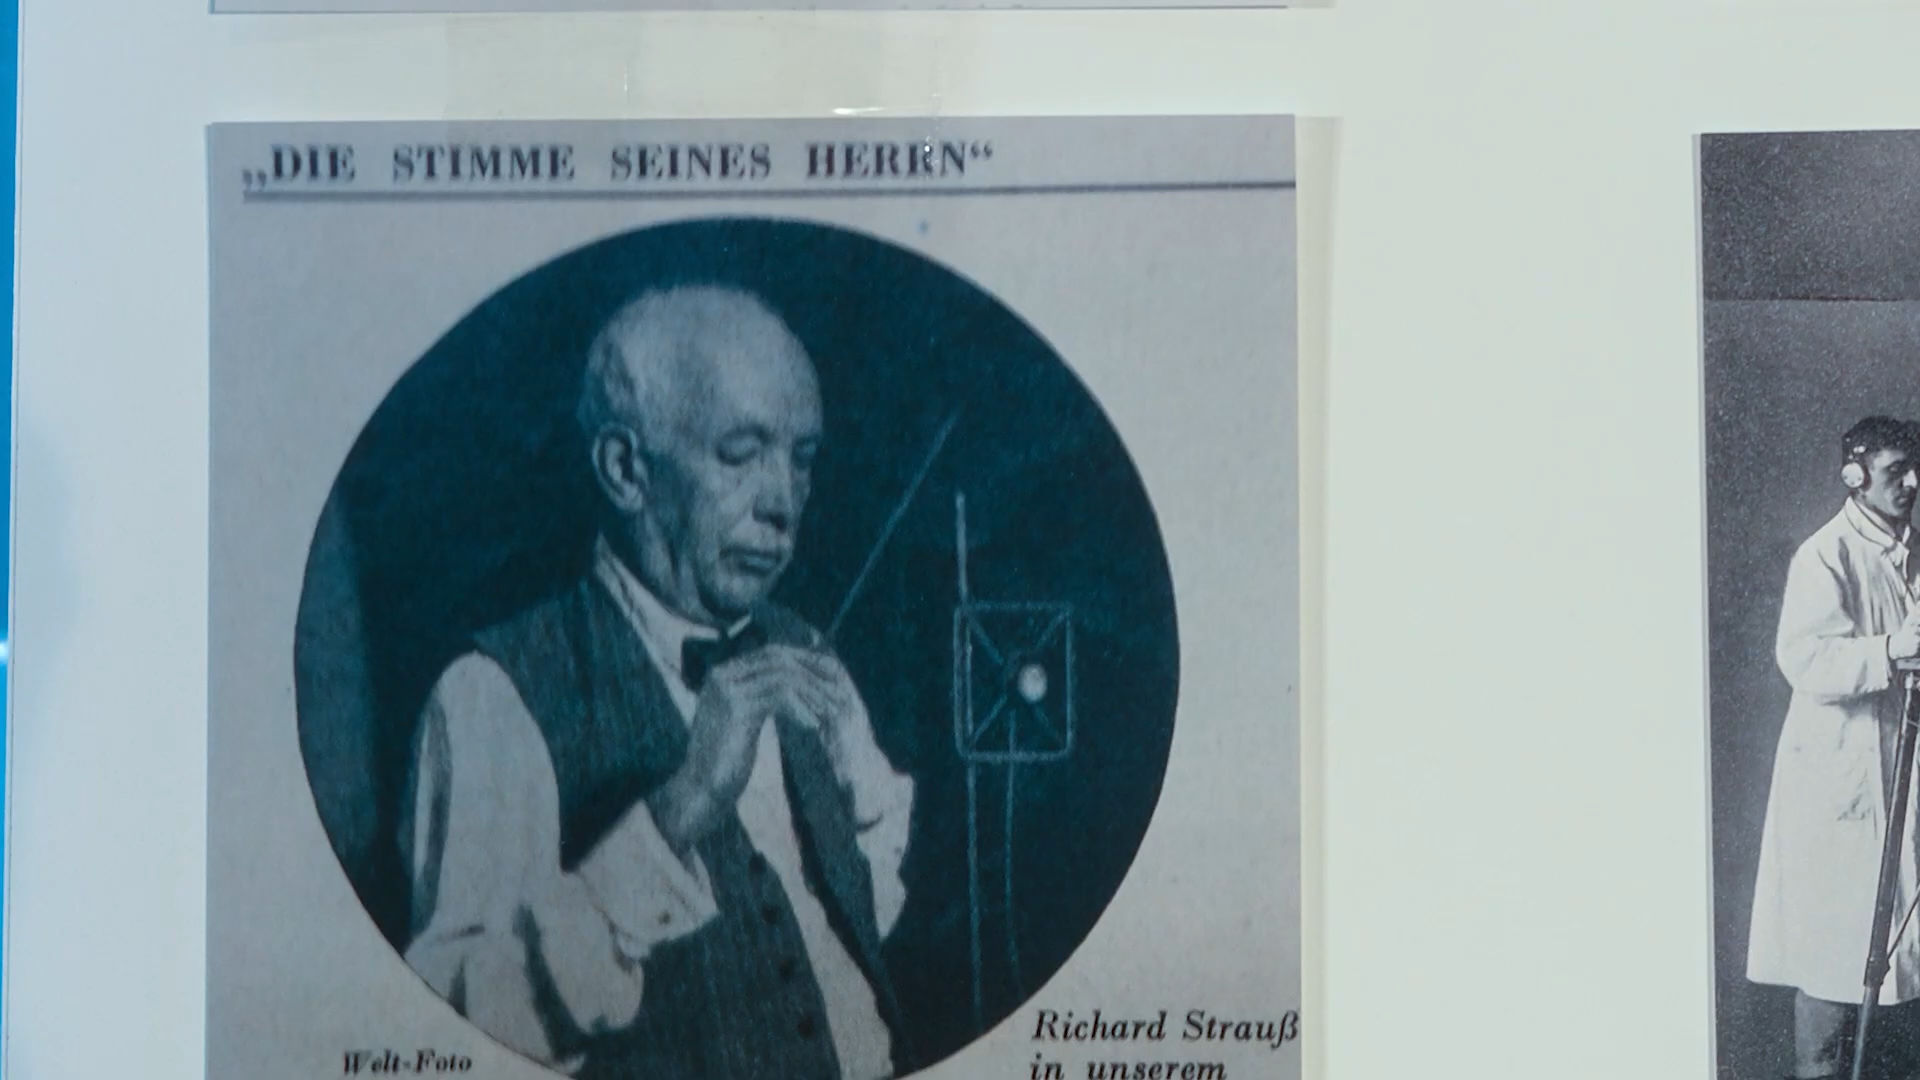 „DIE STIMME SEINES HERRN“
Richard Strauß
in unserem
Welt-Foto